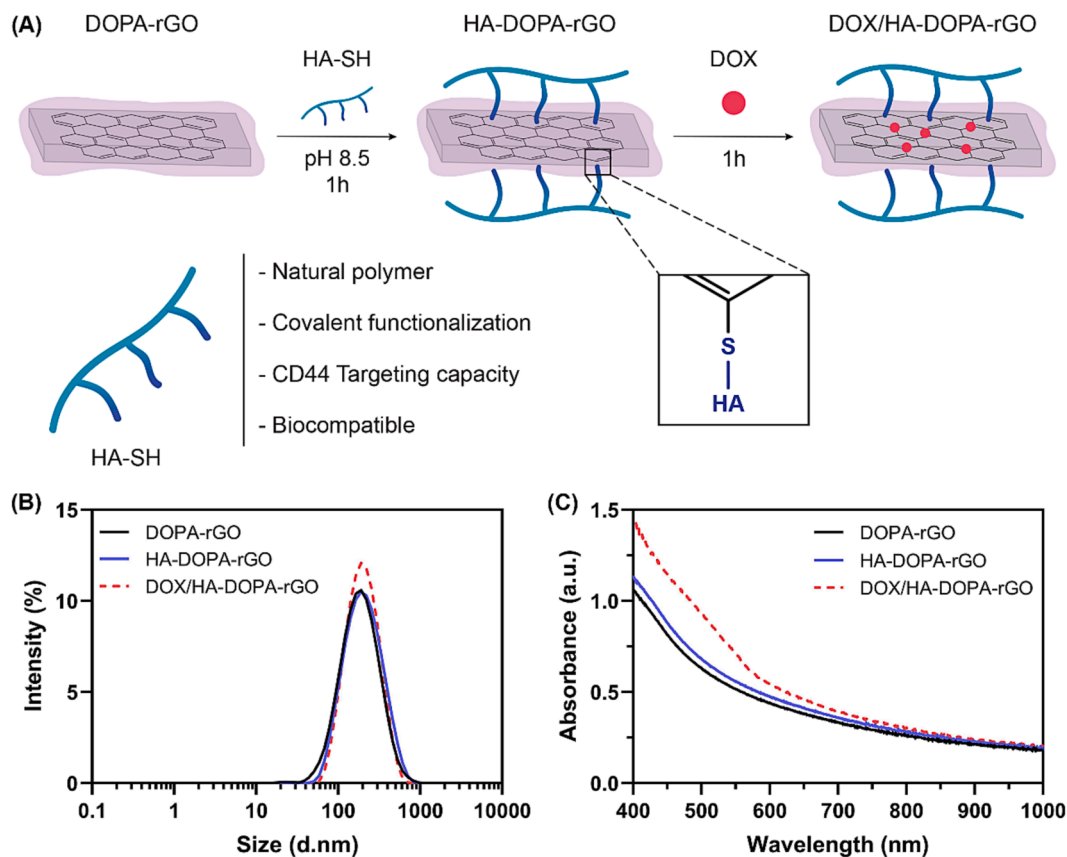 (A)
DOPA-rGO
HA-DOPA-rGO
DOX/HA-DOPA-rGO
HA-SH
pH 8.5
1h
DOX
1h
S
HA
- Natural polymer
- Covalent functionalization
- CD44 Targeting capacity
- Biocompatible
HA-SH
(B)
15
10
5
0
Intensity (%)
DOPA-rGO
HA-DOPA-rGO
DOX/HA-DOPA-rGO
0.1 1 10 100 1000 10000
Size (d.nm)
(C)
1.5
1.0
0.5
0.0
Absorbance (a.u.)
DOPA-rGO
HA-DOPA-rGO
DOX/HA-DOPA-rGO
400 500 600 700 800 900 1000
Wavelength (nm)